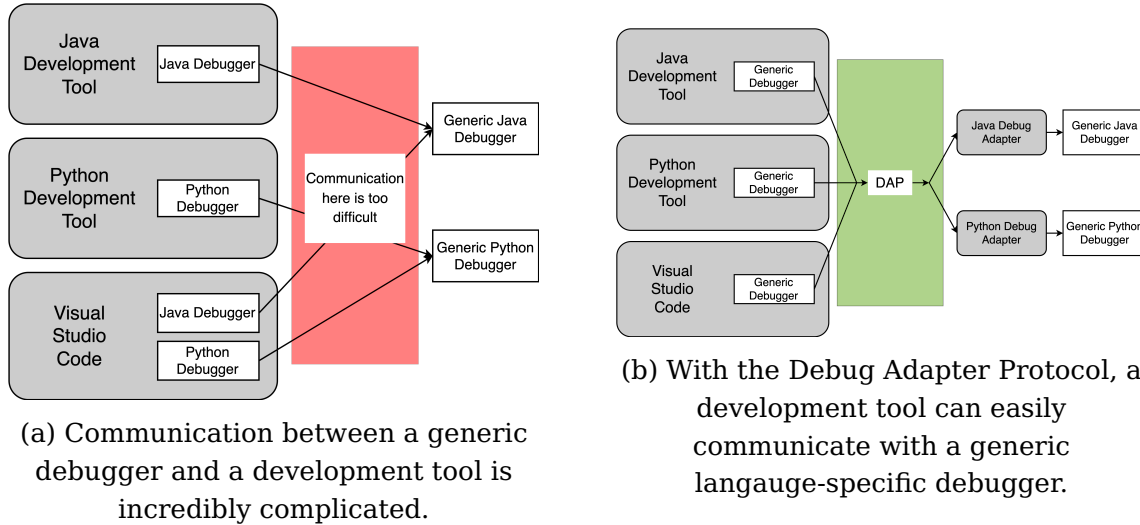 Java
Development
Tool
Java Debugger
Python
Development
Tool
Python
Debugger
Visual
Studio
Code
Java Debugger
Python
Debugger
Communication
here is too
difficult
Generic Java
Debugger
Generic Python
Debugger
(a) Communication between a generic
debugger and a development tool is
incredibly complicated.
Java
Development
Tool
Generic
Debugger
Python
Development
Tool
Generic
Debugger
Visual
Studio
Code
Generic
Debugger
DAP
Java Debug
Adapter
Generic Java
Debugger
Python Debug
Adapter
Generic Python
Debugger
(b) With the Debug Adapter Protocol, a
development tool can easily
communicate with a generic
langauge-specific debugger.